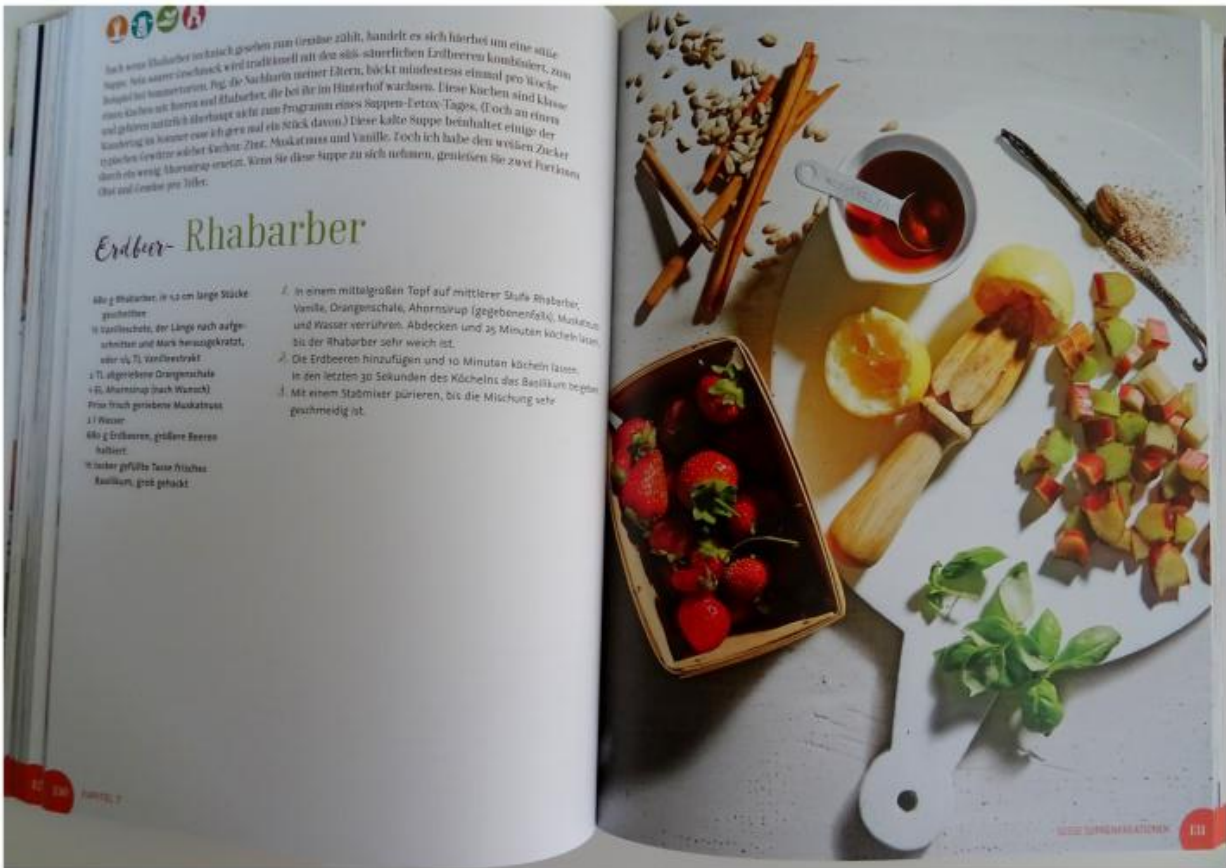 Auch wenn Rhabarber technisch gesehen zum Gemüse zählt, handelt es sich hierbei um eine süße
Suppe. Sein saurer Geschmack wird traditionell mit den süß-säuerlichen Erdbeeren kombiniert, zum
Beispiel bei Sommertorten. Peg, die Nachbarin meiner Eltern, bäckt mindestens einmal pro Woche
einen Kuchen mit Beeren und Rhabarber, die bei ihr im Hinterhof wachsen. Diese Kuchen sind klasse
und gehören natürlich überhaupt nicht zum Programm eines Suppen-Detox-Tages. (Doch an einem
im Sommer esse ich gern mal ein Stück davon.) Diese kalte Suppe beinhaltet einige der
typischen Gewürze solcher Kuchen: Zimt, Muskatnuss und Vanille. Doch ich habe den weißen Zucker
durch ein wenig Ahornsirup ersetzt. Wenn Sie diese Suppe zu sich nehmen, genießen Sie zwei Portionen
Obst und Gemüse pro Teller.
Erdbeer- Rhabarber
680 g Rhabarber, in 1,2 cm lange Stücke
geschnitten
½ Vanilleschote, der Länge nach aufge-
schnitten und Mark herausgekratzt,
oder 1/4 TL Vanilleextrakt
2 TL abgeriebene Orangenschale
1 EL Ahornsirup (nach Wunsch)
Prise frisch geriebene Muskatnuss
l Wasser
680 g Erdbeeren, größere Beeren
halbiert
locker gefüllte Tasse frisches
Basilikum, grob gehackt
1. In einem mittelgroßen Topf auf mittlerer Stufe Rhabarber,
Vanille, Orangenschale, Ahornsirup (gegebenenfalls), Muskatnuss
und Wasser verrühren. Abdecken und 25 Minuten köcheln lassen,
bis der Rhabarber sehr weich ist.
2. Die Erdbeeren hinzufügen und 10 Minuten köcheln lassen.
In den letzten 30 Sekunden des Köchelns das Basilikum begeben.
3. Mit einem Stabmixer pürieren, bis die Mischung sehr
geschmeidig ist.
130 KAPITEL 7
SÜSSE SUPPENKREATIONEN 131